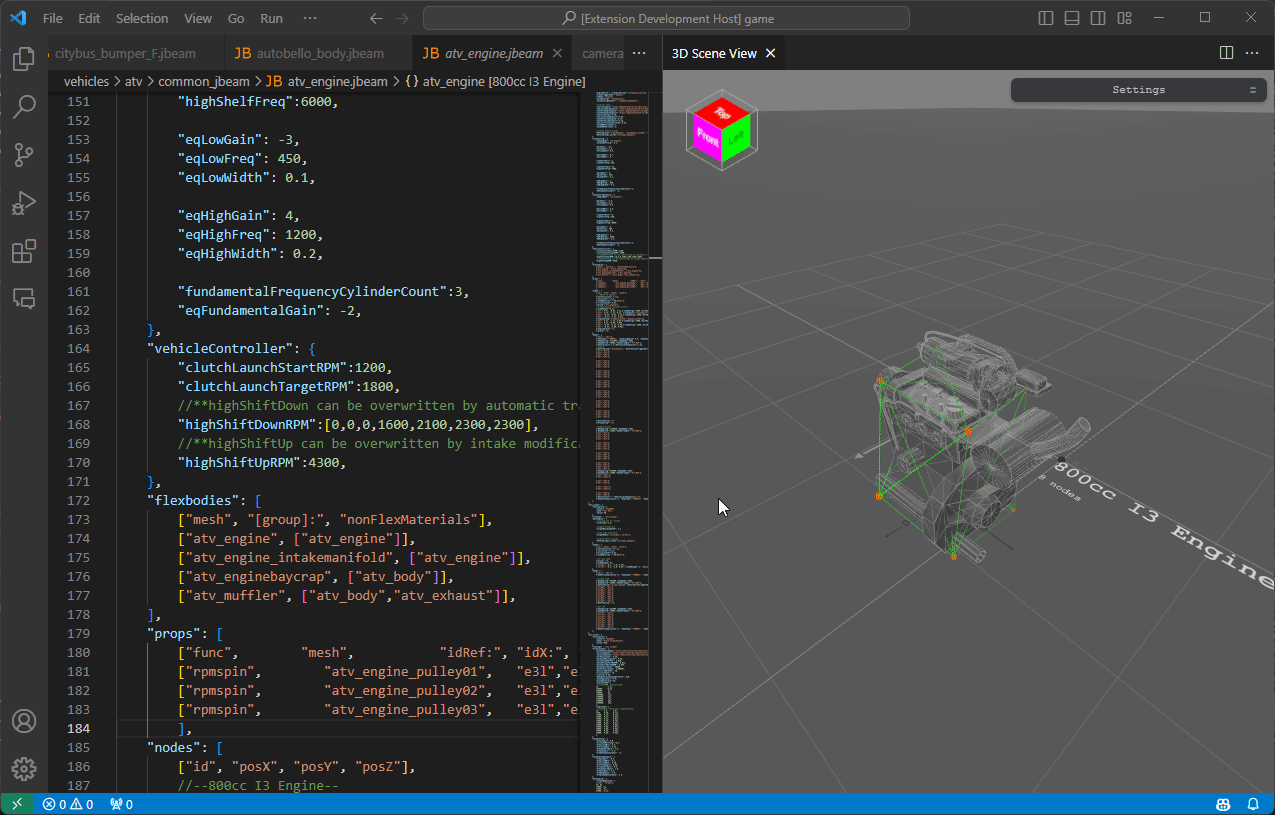 File Edit Selection View Go Run ··· [Extension Development Host] game
citybus_bumper_F.jbeam JB autobello_body.jbeam JB atv_engine.jbeam camera ··· 3D Scene View
vehicles > atv > common_jbeam > JB atv_engine.jbeam > {} atv_engine [800cc I3 Engine]
Settings
Top
Front
Left
151 "highShelfFreq":6000,
152
153 "eqLowGain": -3,
154 "eqLowFreq": 450,
155 "eqLowWidth": 0.1,
156
157 "eqHighGain": 4,
158 "eqHighFreq": 1200,
159 "eqHighWidth": 0.2,
160
161 "fundamentalFrequencyCylinderCount":3,
162 "eqFundamentalGain": -2,
163 },
164 "vehicleController": {
165 "clutchLaunchStartRPM":1200,
166 "clutchLaunchTargetRPM":1800,
167 //**highShiftDown can be overwritten by automatic tra
168 "highShiftDownRPM":[0,0,0,1600,2100,2300,2300],
169 //**highShiftUp can be overwritten by intake modifica
170 "highShiftUpRPM":4300,
171 },
172 "flexbodies": [
173 ["mesh", "[group]:", "nonFlexMaterials"],
174 ["atv_engine", ["atv_engine"]],
175 ["atv_engine_intakemanifold", ["atv_engine"]],
176 ["atv_enginebaycrap", ["atv_body"]],
177 ["atv_muffler", ["atv_body","atv_exhaust"]],
178 ],
179 "props": [
180 ["func", "mesh", "idRef:", "idX:",
181 ["rpmspin", "atv_engine_pulley01", "e3l","e
182 ["rpmspin", "atv_engine_pulley02", "e3l","e
183 ["rpmspin", "atv_engine_pulley03", "e3l","e
184 ],
185 "nodes": [
186 ["id", "posX", "posY", "posZ"],
187 //--800cc I3 Engine--
800cc I3 Engine
8 nodes
0 0 0